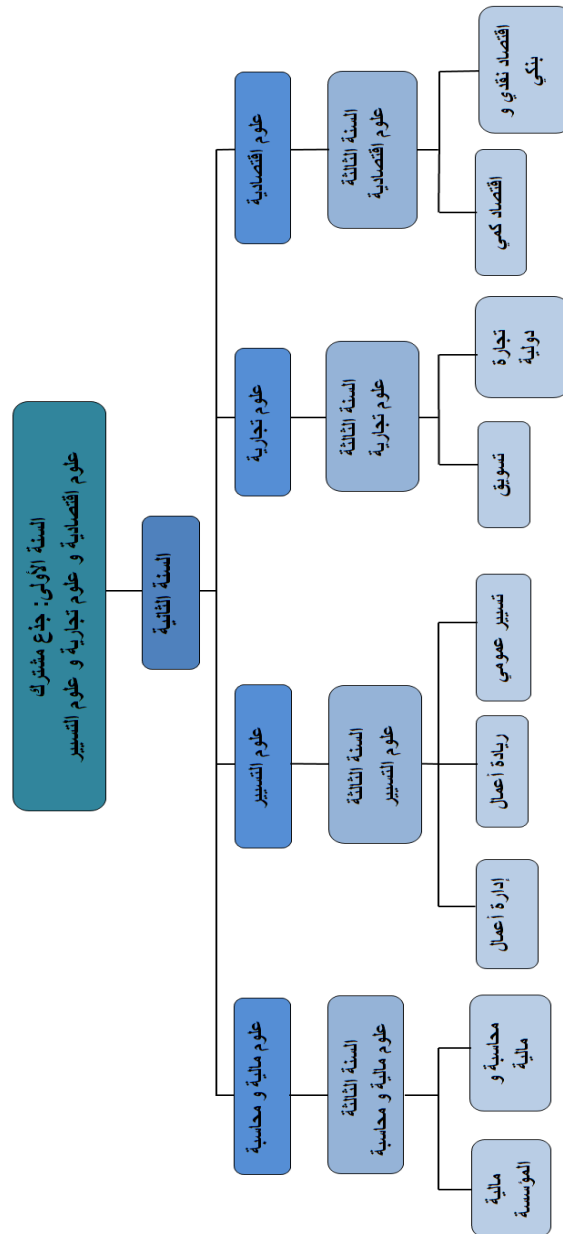 السنة الأولى: جذع مشترك
علوم اقتصادية و علوم تجارية و علوم التسيير
السنة الثانية
علوم اقتصادية
علوم تجارية
علوم التسيير
علوم مالية و محاسبة
السنة الثالثة
علوم اقتصادية
السنة الثالثة
علوم تجارية
السنة الثالثة
علوم التسيير
السنة الثالثة
علوم مالية و محاسبة
اقتصاد نقدي و
بنكي
اقتصاد كمي
تجارة
دولية
تسويق
تسيير عمومي
ريادة أعمال
إدارة أعمال
محاسبة و
مالية
مالية
المؤسسة